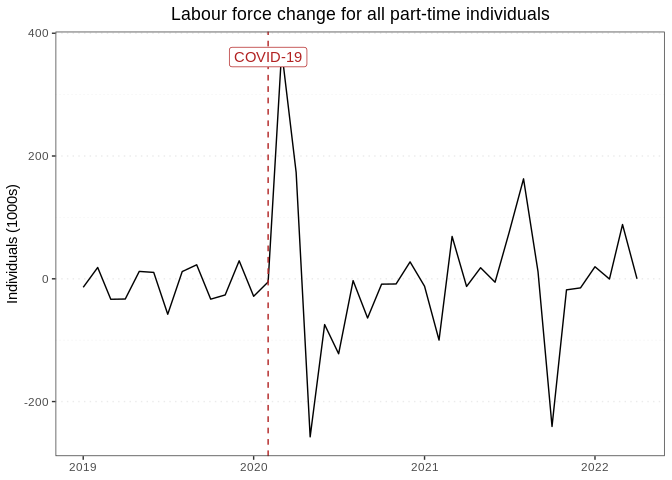 Labour force change for all part-time individuals
400
COVID-19
200
Individuals (1000s)
0
-200
2019 2020 2021 2022